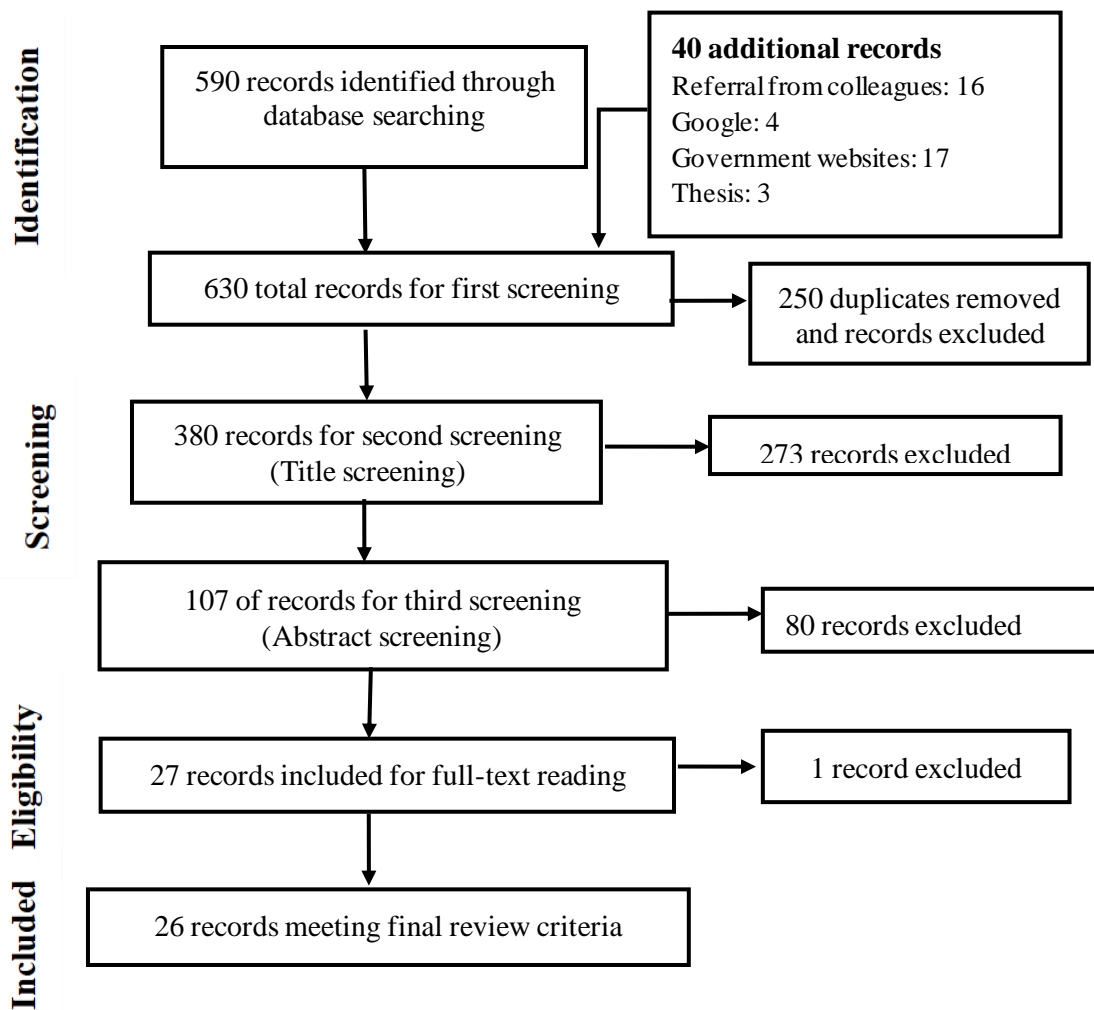 Identification
590 records identified through
database searching
40 additional records
Referral from colleagues: 16
Google: 4
Government websites: 17
Thesis: 3
630 total records for first screening
250 duplicates removed
and records excluded
Screening
380 records for second screening
(Title screening)
273 records excluded
107 of records for third screening
(Abstract screening)
80 records excluded
Eligibility
27 records included for full-text reading
1 record excluded
Included
26 records meeting final review criteria